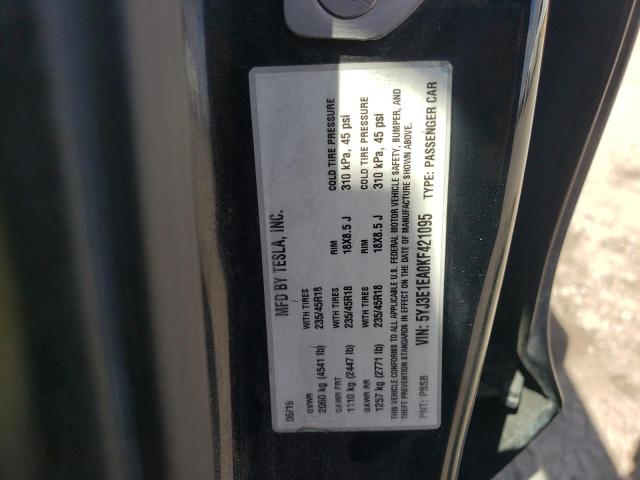 MFD BY TESLA, INC.
06/19
GVWR WITH TIRES RIM COLD TIRE PRESSURE
2060 kg (4541 lb) 235/45R18 18X8.5 J 310 kPa, 45 psi
GAWR FRT WITH TIRES
1110 kg (2447 lb) 235/45R18
GAWR RR WITH TIRES RIM COLD TIRE PRESSURE
1257 kg (2771 lb) 235/45R18 18X8.5 J 310 kPa, 45 psi
THIS VEHICLE CONFORMS TO ALL APPLICABLE U.S. FEDERAL MOTOR VEHICLE SAFETY, BUMPER, AND
THEFT PREVENTION STANDARDS IN EFFECT ON THE DATE OF MANUFACTURE SHOWN ABOVE.
VIN: 5YJ3E1EA0KF421095 TYPE: PASSENGER CAR
PNT: PBSB